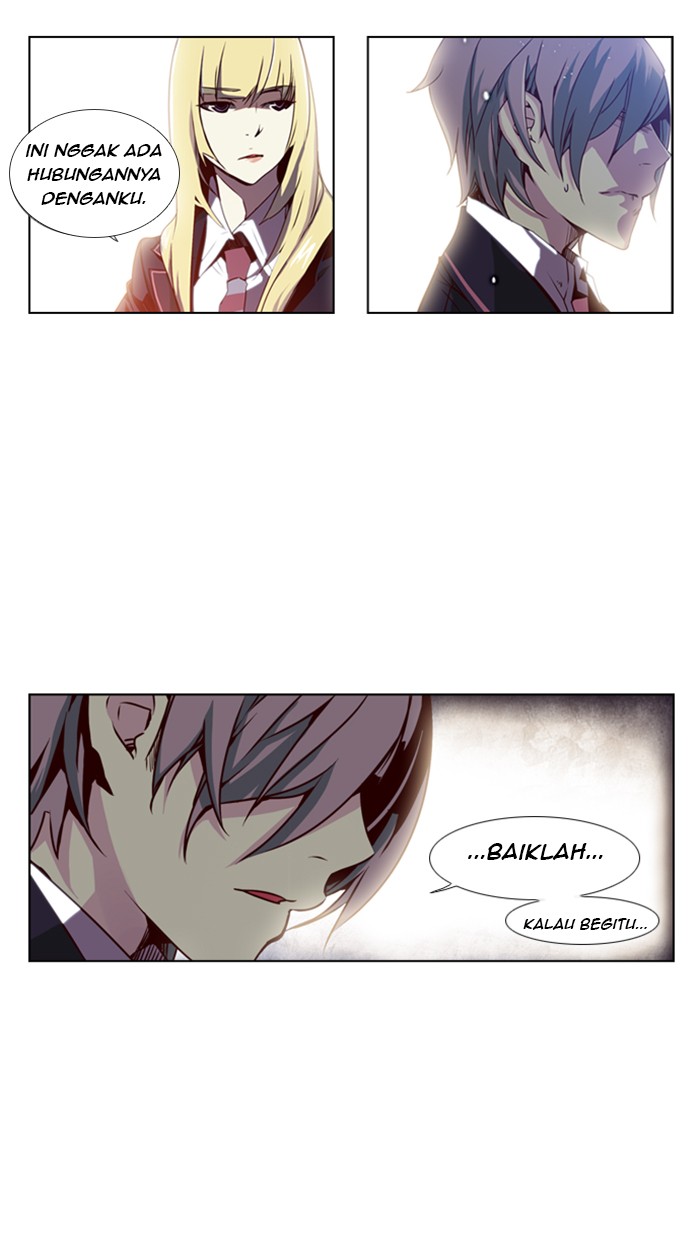 INI NGGAK ADA
HUBUNGANNYA
DENGANKU.
...BAIKLAH...
KALAU BEGITU...